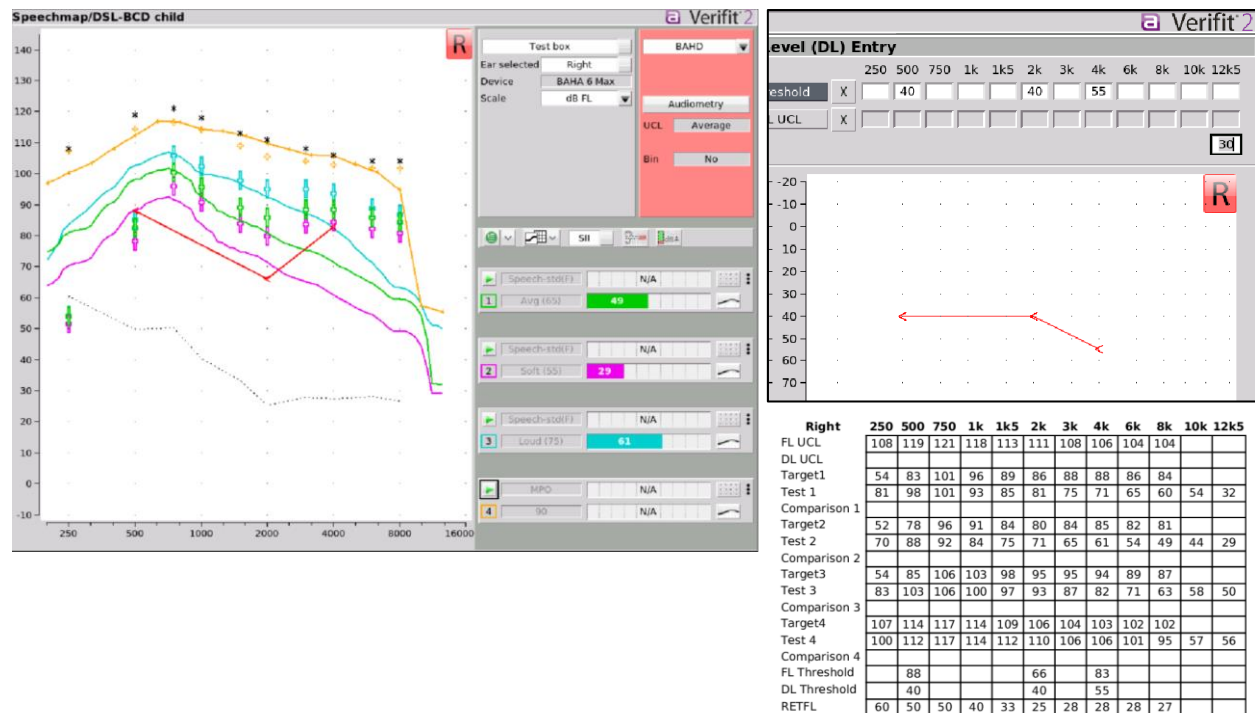 Speechmap/DSL-BCD child
Verifit 2
R
140
130
120
110
100
90
80
70
60
50
40
30
20
10
0
-10
250 500 1000 2000 4000 8000 16000
Test box
BAHD
Ear selected Right
Device BAHA 6 Max
Scale dB FL
Audiometry
UCL Average
Bin No
SII
Speech-std(F) N/A
1 Avg (65) 49
Speech-std(F) N/A
2 Soft (55) 29
Speech-std(F) N/A
3 Loud (75) 61
MPO N/A
4 90 N/A
Verifit 2
evel (DL) Entry
250 500 750 1k 1k5 2k 3k 4k 6k 8k 10k 12k5
eshold X 40 40 55
L UCL X
30
R
-20
-10
0
10
20
30
40
50
60
70
Right 250 500 750 1k 1k5 2k 3k 4k 6k 8k 10k 12k5
FL UCL 108 119 121 118 113 111 108 106 104 104
DL UCL
Target1 54 83 101 96 89 86 88 88 86 84
Test 1 81 98 101 93 85 81 75 71 65 60 54 32
Comparison 1
Target2 52 78 96 91 84 80 84 85 82 81
Test 2 70 88 92 84 75 71 65 61 54 49 44 29
Comparison 2
Target3 54 85 106 103 98 95 95 94 89 87
Test 3 83 103 106 100 97 93 87 82 71 63 58 50
Comparison 3
Target4 107 114 117 114 109 106 104 103 102 102
Test 4 100 112 117 114 112 110 106 106 101 95 57 56
Comparison 4
FL Threshold 88 66 83
DL Threshold 40 40 55
RETFL 60 50 50 40 33 25 28 28 28 27